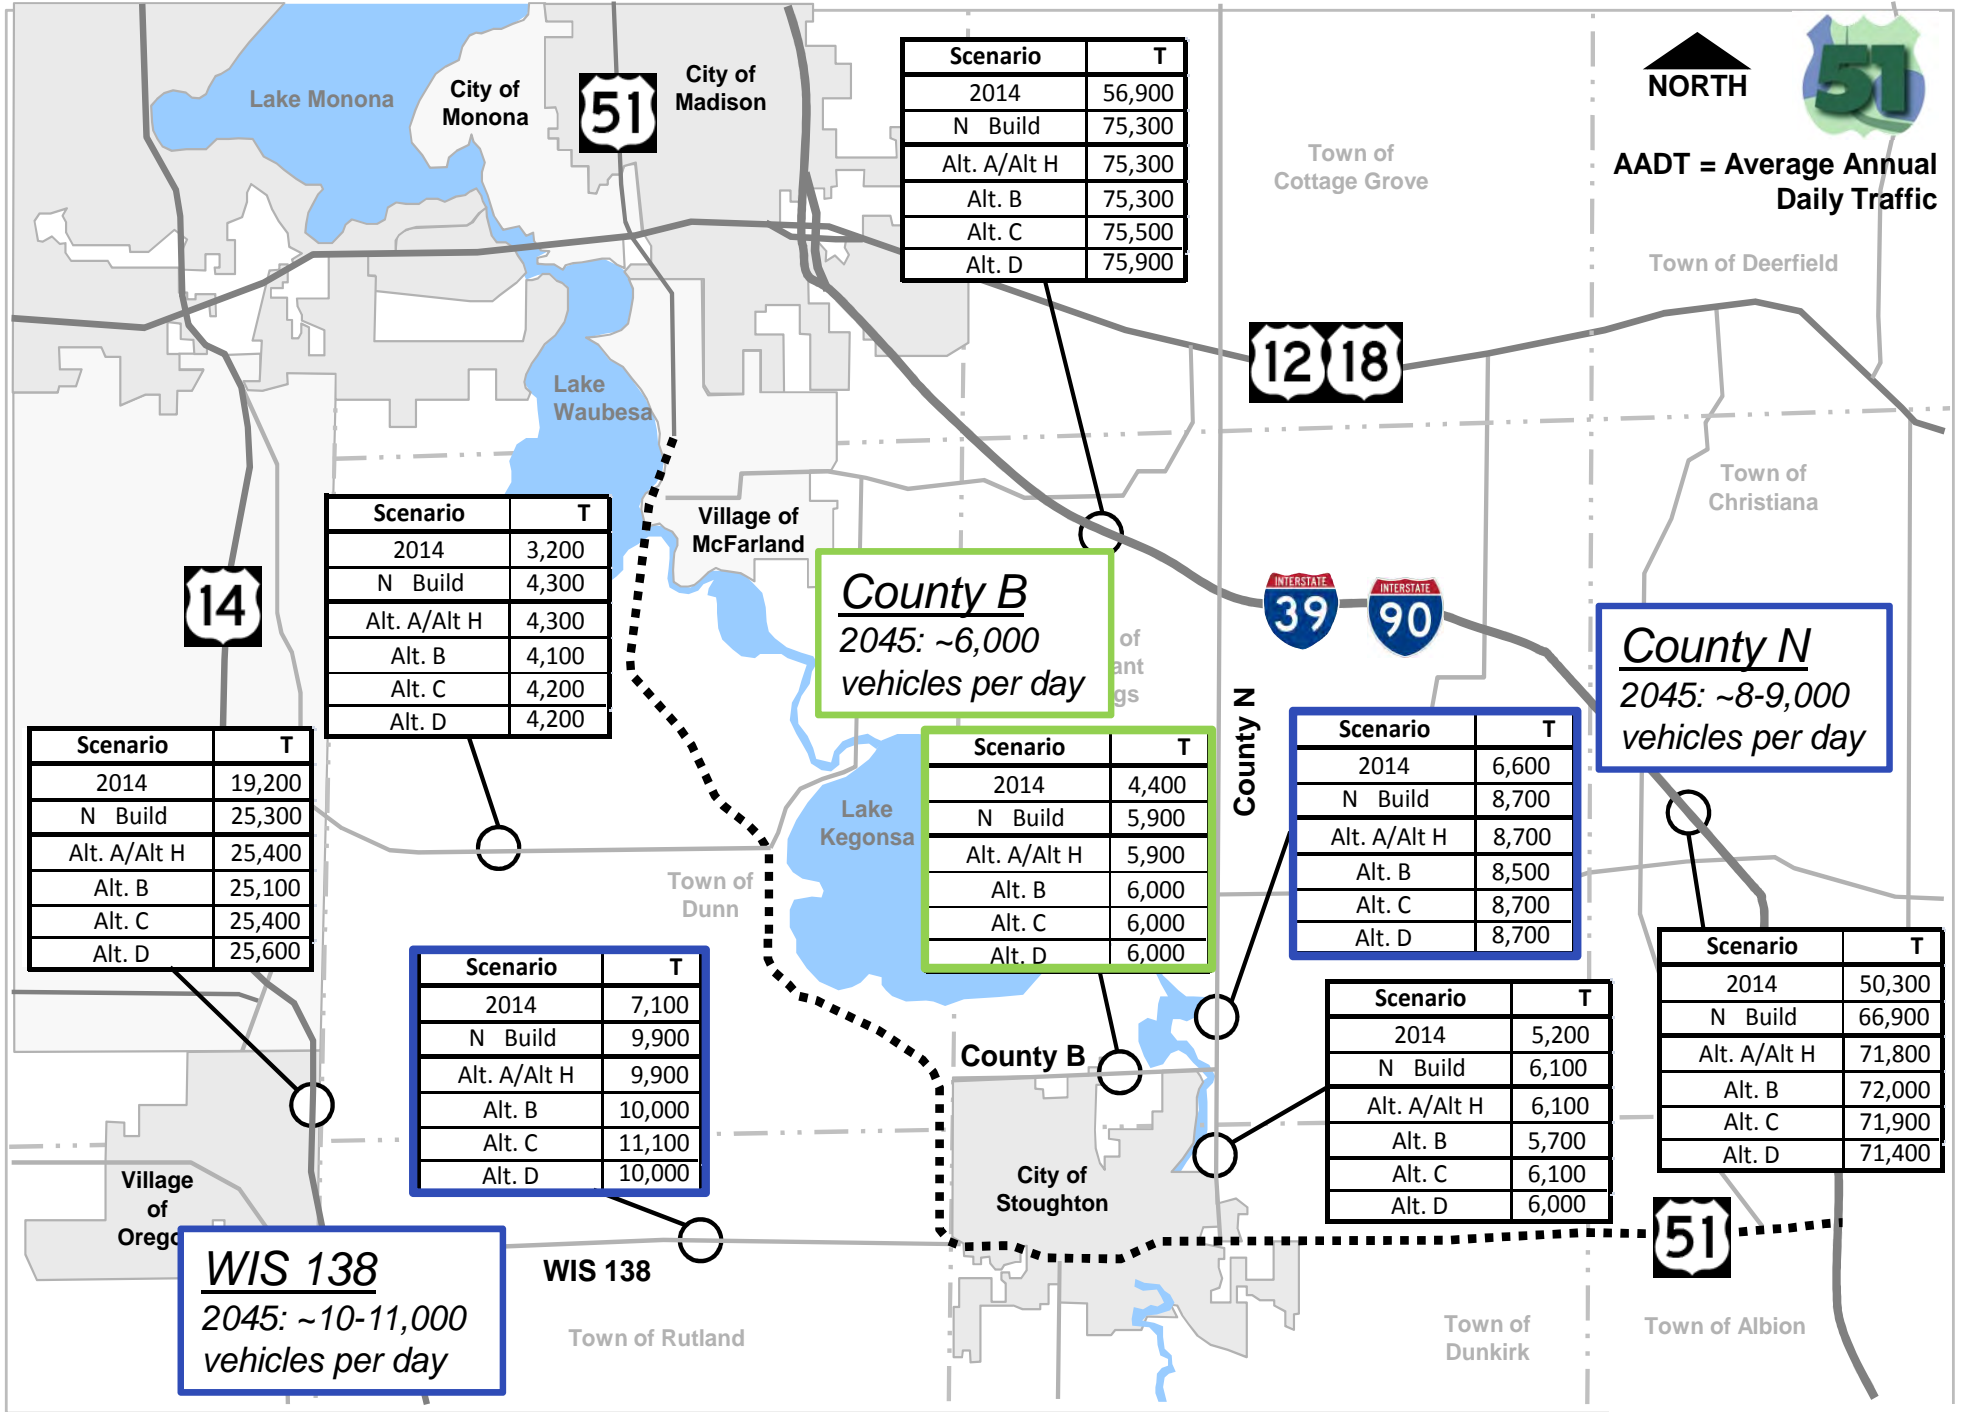 Lake Monona
City of
Monona
51
City of
Madison
Scenario T
2014 56,900
N Build 75,300
Alt. A/Alt H 75,300
Alt. B 75,300
Alt. C 75,500
Alt. D 75,900
NORTH
51
AADT = Average Annual
Daily Traffic
Town of
Cottage Grove
Town of Deerfield
12 18
Lake
Waubesa
Town of
Christiana
Scenario T
2014 3,200
N Build 4,300
Alt. A/Alt H 4,300
Alt. B 4,100
Alt. C 4,200
Alt. D 4,200
Village of
McFarland
14
County B
2045: ~6,000
vehicles per day
of
ant
gs
INTERSTATE
39
INTERSTATE
90
County N
2045: ~8-9,000
vehicles per day
County N
Scenario T
2014 19,200
N Build 25,300
Alt. A/Alt H 25,400
Alt. B 25,100
Alt. C 25,400
Alt. D 25,600
Lake
Kegonsa
Scenario T
2014 4,400
N Build 5,900
Alt. A/Alt H 5,900
Alt. B 6,000
Alt. C 6,000
Alt. D 6,000
Scenario T
2014 6,600
N Build 8,700
Alt. A/Alt H 8,700
Alt. B 8,500
Alt. C 8,700
Alt. D 8,700
Town of
Dunn
Scenario T
2014 7,100
N Build 9,900
Alt. A/Alt H 9,900
Alt. B 10,000
Alt. C 11,100
Alt. D 10,000
County B
Scenario T
2014 5,200
N Build 6,100
Alt. A/Alt H 6,100
Alt. B 5,700
Alt. C 6,100
Alt. D 6,000
Scenario T
2014 50,300
N Build 66,900
Alt. A/Alt H 71,800
Alt. B 72,000
Alt. C 71,900
Alt. D 71,400
Village
of
Orego
City of
Stoughton
51
WIS 138
WIS 138
2045: ~10-11,000
vehicles per day
Town of Rutland
Town of
Dunkirk
Town of Albion